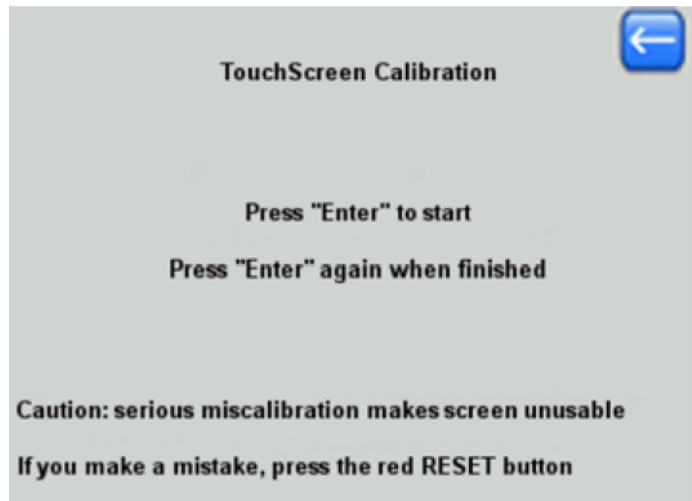 TouchScreen Calibration
Press "Enter" to start
Press "Enter" again when finished
Caution: serious miscalibration makes screen unusable
If you make a mistake, press the red RESET button